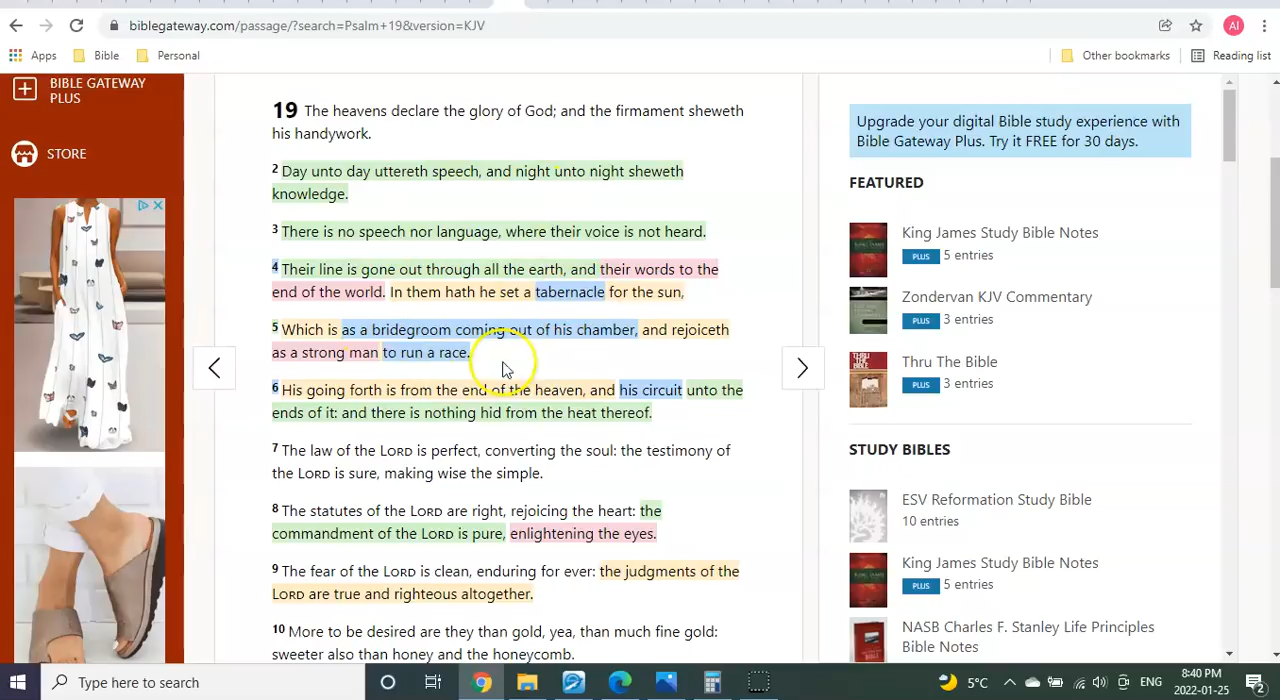 biblegateway.com/passage/?search=Psalm+19&version=KJV
AI
Apps
Bible
Personal
Other bookmarks
Reading list
BIBLE GATEWAY
PLUS
STORE
19 The heavens declare the glory of God; and the firmament sheweth
his handywork.
2 Day unto day uttereth speech, and night unto night sheweth
knowledge.
3 There is no speech nor language, where their voice is not heard.
4 Their line is gone out through all the earth, and their words to the
end of the world. In them hath he set a tabernacle for the sun,
5 Which is as a bridegroom coming out of his chamber, and rejoiceth
as a strong man to run a race.
6 His going forth is from the end of the heaven, and his circuit unto the
ends of it: and there is nothing hid from the heat thereof.
7 The law of the LORD is perfect, converting the soul: the testimony of
the LORD is sure, making wise the simple.
8 The statutes of the LORD are right, rejoicing the heart: the
commandment of the LORD is pure, enlightening the eyes.
9 The fear of the LORD is clean, enduring for ever: the judgments of the
LORD are true and righteous altogether.
10 More to be desired are they than gold, yea, than much fine gold:
sweeter also than honey and the honeycomb.
Upgrade your digital Bible study experience with
Bible Gateway Plus. Try it FREE for 30 days.
FEATURED
King James Study Bible Notes
PLUS 5 entries
Zondervan KJV Commentary
PLUS 3 entries
Thru The Bible
PLUS 3 entries
STUDY BIBLES
ESV Reformation Study Bible
10 entries
King James Study Bible Notes
PLUS 5 entries
NASB Charles F. Stanley Life Principles
Bible Notes
Type here to search
5°C
ENG
8:40 PM
2022-01-25
2